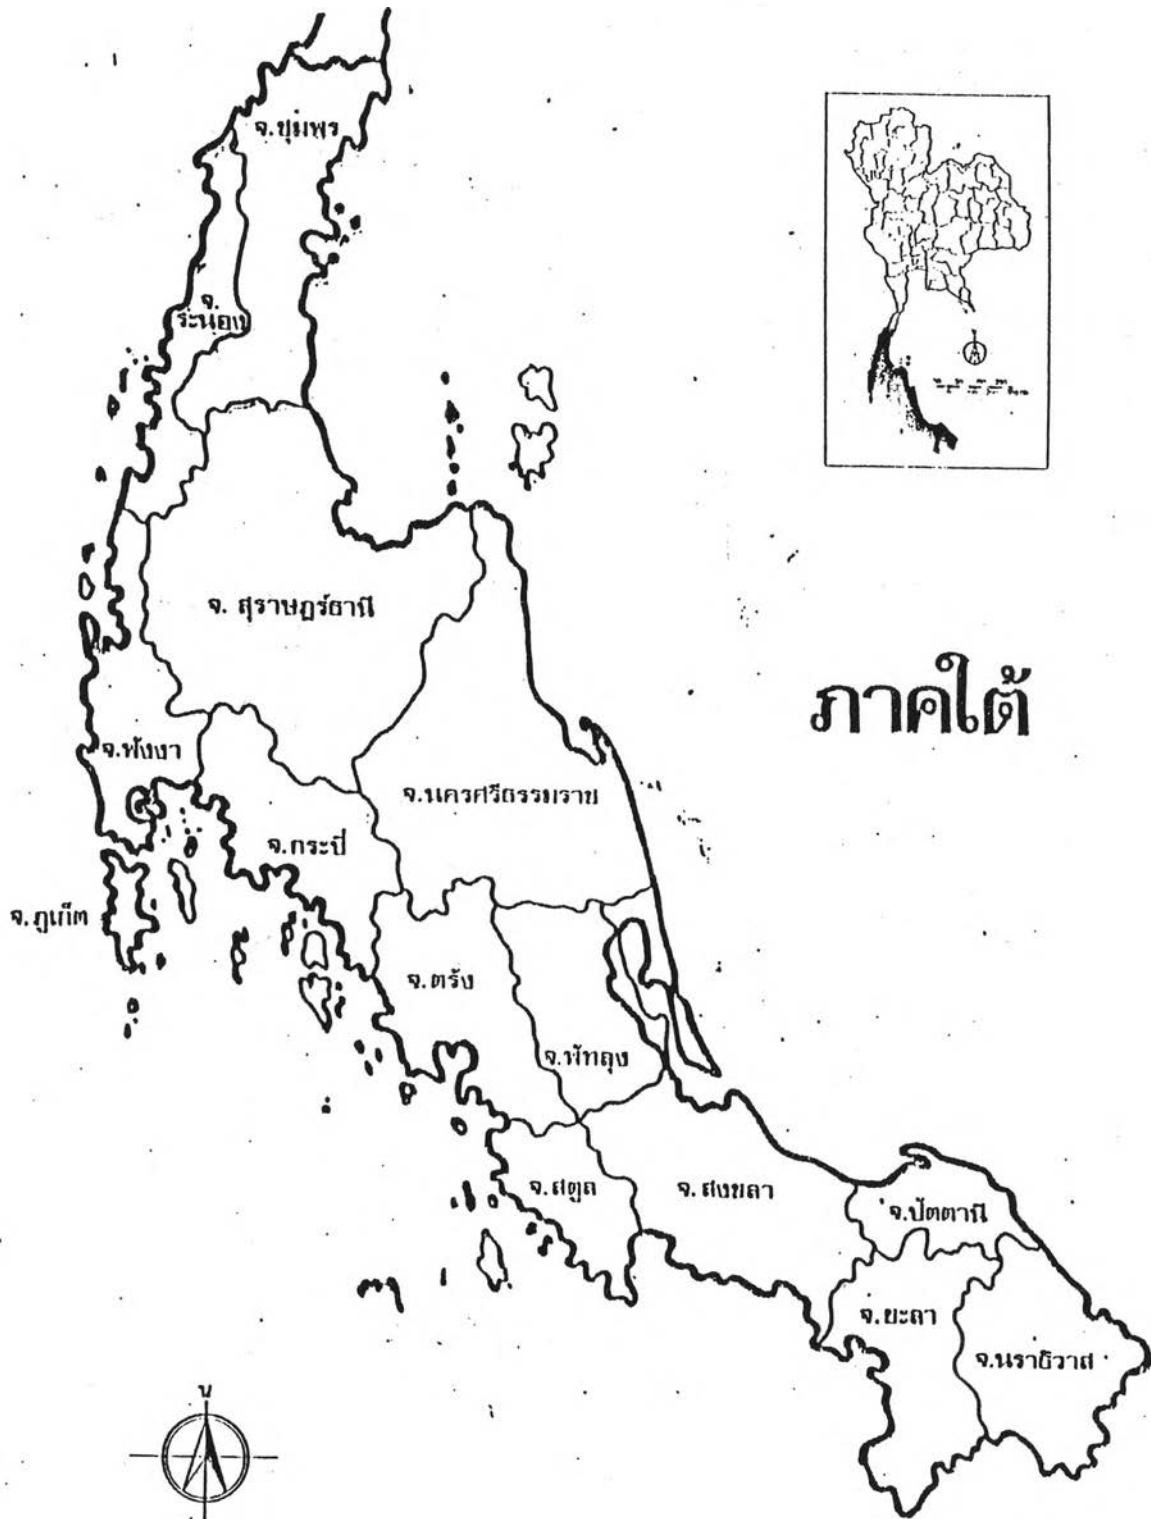 จ.ชุมพร
จ.
ระนอง
จ. สุราษฎร์ธานี
ภาคใต้
จ.พังงา
จ.นครศรีธรรมราช
จ.กระบี่
จ.ภูเก็ต
จ.ตรัง
จ.พัทลุง
จ.สตูล
จ. สงขลา
จ.ปัตตานี
จ.ยะลา
จ.นราธิวาส
น